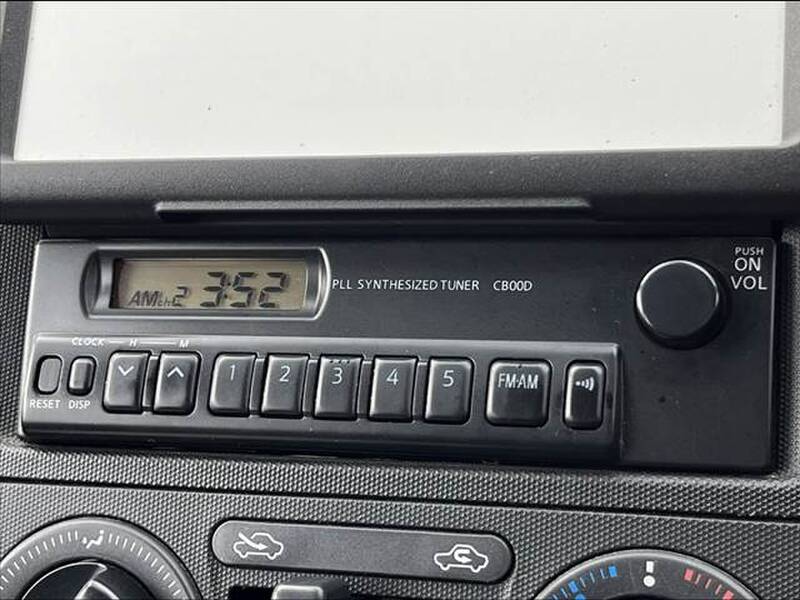 PUSH
ON
VOL
AM ch2 3:52
PLL SYNTHESIZED TUNER CB00D
CLOCK H M
1 2 3 4 5 FM·AM
RESET DISP